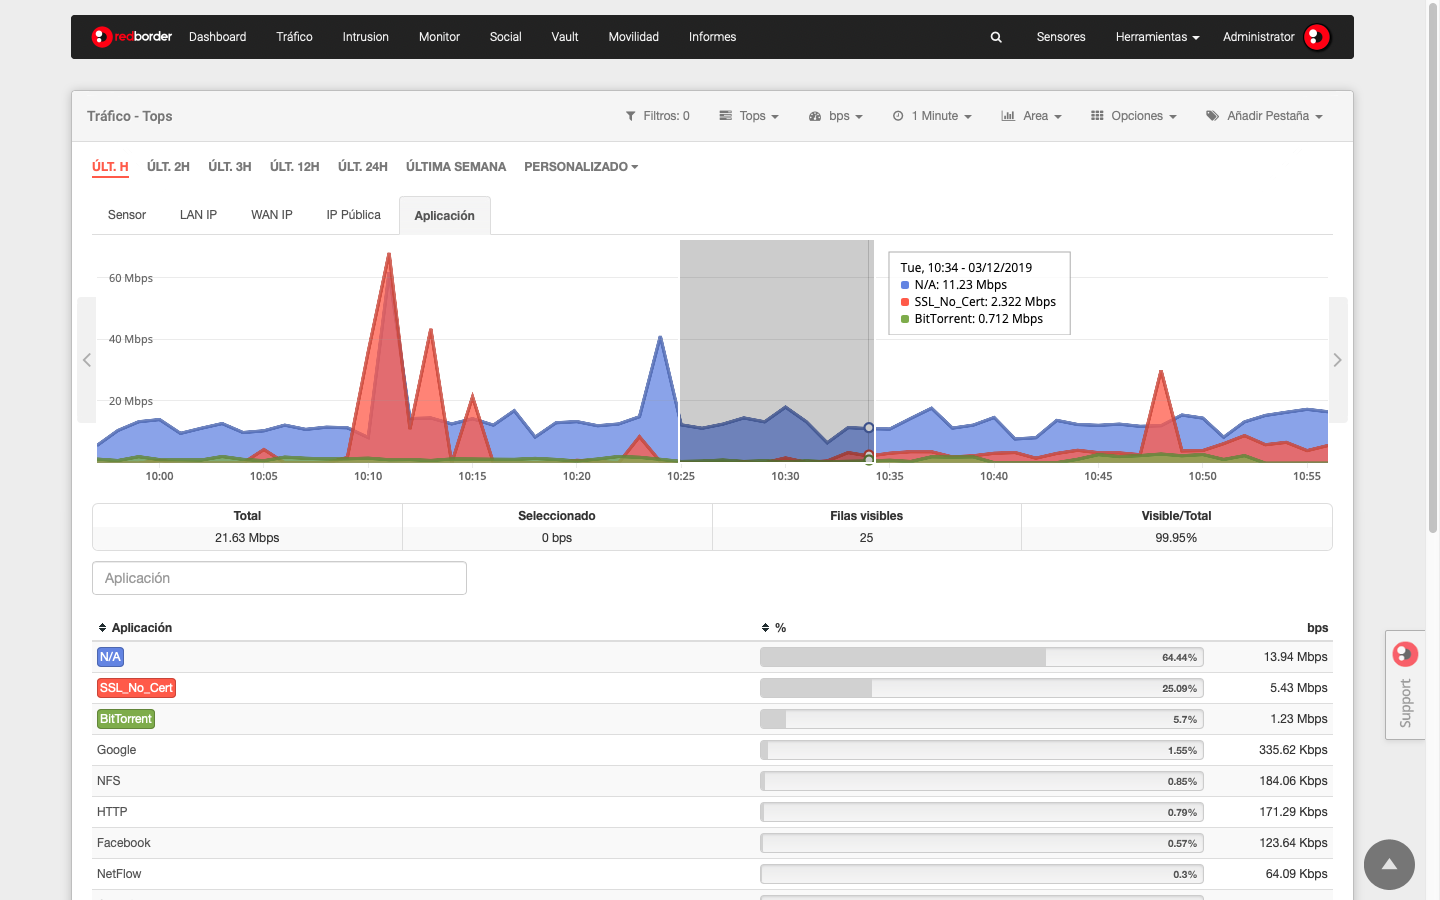 redborder Dashboard Tráfico Intrusion Monitor Social Vault Movilidad Informes Sensores Herramientas Administrator
Tráfico - Tops Filtros: 0 Tops bps 1 Minute Area Opciones Añadir Pestaña
ÚLT. H ÚLT. 2H ÚLT. 3H ÚLT. 12H ÚLT. 24H ÚLTIMA SEMANA PERSONALIZADO
Sensor LAN IP WAN IP IP Pública Aplicación
Tue, 10:34 - 03/12/2019
N/A: 11.23 Mbps
SSL_No_Cert: 2.322 Mbps
BitTorrent: 0.712 Mbps
60 Mbps
40 Mbps
20 Mbps
10:00 10:05 10:10 10:15 10:20 10:25 10:30 10:35 10:40 10:45 10:50 10:55
Total Seleccionado Filas visibles Visible/Total
21.63 Mbps 0 bps 25 99.95%
Aplicación
Aplicación % bps
N/A 64.44% 13.94 Mbps
SSL_No_Cert 25.09% 5.43 Mbps
BitTorrent 5.7% 1.23 Mbps
Google 1.55% 335.62 Kbps
NFS 0.85% 184.06 Kbps
HTTP 0.79% 171.29 Kbps
Facebook 0.57% 123.64 Kbps
NetFlow 0.3% 64.09 Kbps
Support